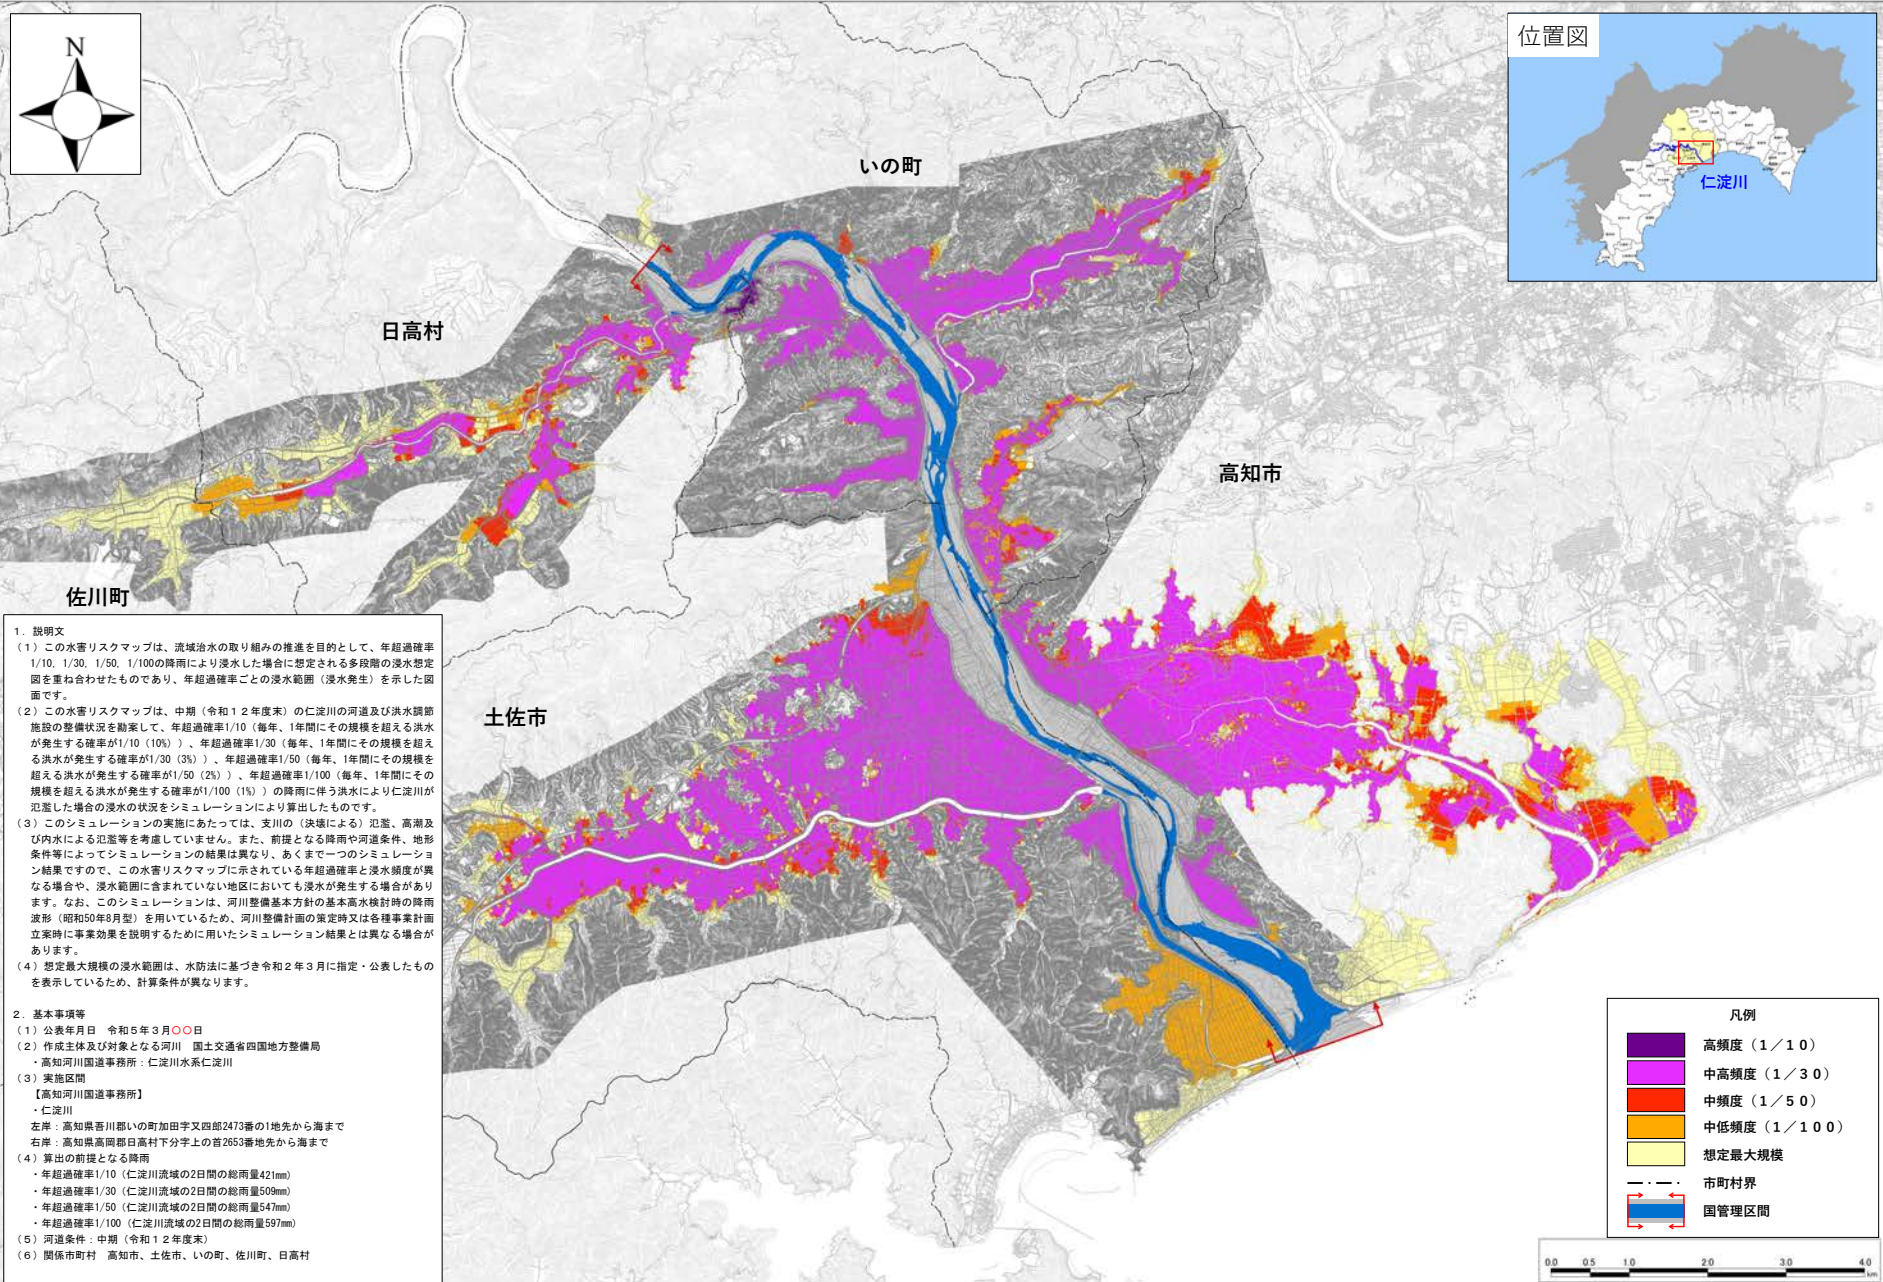 N
位置図
仁淀川
いの町
日高村
高知市
佐川町
土佐市
1．説明文
（1）この水害リスクマップは、流域治水の取り組みの推進を目的として、年超過確率
1/10、1/30、1/50、1/100の降雨により浸水した場合に想定される多段階の浸水想定
図を重ね合わせたものであり、年超過確率ごとの浸水範囲（浸水発生）を示した図
面です。
（2）この水害リスクマップは、中期（令和１２年度末）の仁淀川の河道及び洪水調節
施設の整備状況を勘案して、年超過確率1/10（毎年、1年間にその規模を超える洪水
が発生する確率が1/10（10%））、年超過確率1/30（毎年、1年間にその規模を超え
る洪水が発生する確率が1/30（3%））、年超過確率1/50（毎年、1年間にその規模を
超える洪水が発生する確率が1/50（2%））、年超過確率1/100（毎年、1年間にその
規模を超える洪水が発生する確率が1/100（1%））の降雨に伴う洪水により仁淀川が
氾濫した場合の浸水の状況をシミュレーションにより算出したものです。
（3）このシミュレーションの実施にあたっては、支川の（決壊による）氾濫、高潮及
び内水による氾濫等を考慮していません。また、前提となる降雨や河道条件、地形
条件等によってシミュレーションの結果は異なり、あくまで一つのシミュレーショ
ン結果ですので、この水害リスクマップに示されている年超過確率と浸水頻度が異
なる場合や、浸水範囲に含まれていない地区においても浸水が発生する場合があり
ます。なお、このシミュレーションは、河川整備基本方針の基本高水検討時の降雨
波形（昭和50年8月型）を用いているため、河川整備計画の策定時又は各種事業計画
立案時に事業効果を説明するために用いたシミュレーション結果とは異なる場合が
あります。
（4）想定最大規模の浸水範囲は、水防法に基づき令和２年３月に指定・公表したもの
を表示しているため、計算条件が異なります。
2．基本事項等
（1）公表年月日　令和５年３月○○日
（2）作成主体及び対象となる河川　国土交通省四国地方整備局
・高知河川国道事務所：仁淀川水系仁淀川
（3）実施区間
【高知河川国道事務所】
・仁淀川
左岸：高知県吾川郡いの町加田字又四郎2473番の1地先から海まで
右岸：高知県高岡郡日高村下分字上の首2653番地先から海まで
（4）算出の前提となる降雨
・年超過確率1/10（仁淀川流域の2日間の総雨量421mm）
・年超過確率1/30（仁淀川流域の2日間の総雨量509mm）
・年超過確率1/50（仁淀川流域の2日間の総雨量547mm）
・年超過確率1/100（仁淀川流域の2日間の総雨量597mm）
（5）河道条件：中期（令和１２年度末）
（6）関係市町村　高知市、土佐市、いの町、佐川町、日高村
凡例
高頻度（１／１０）
中高頻度（１／３０）
中頻度（１／５０）
中低頻度（１／１００）
想定最大規模
市町村界
国管理区間
0.0 0.5 1.0 2.0 3.0 4.0
km